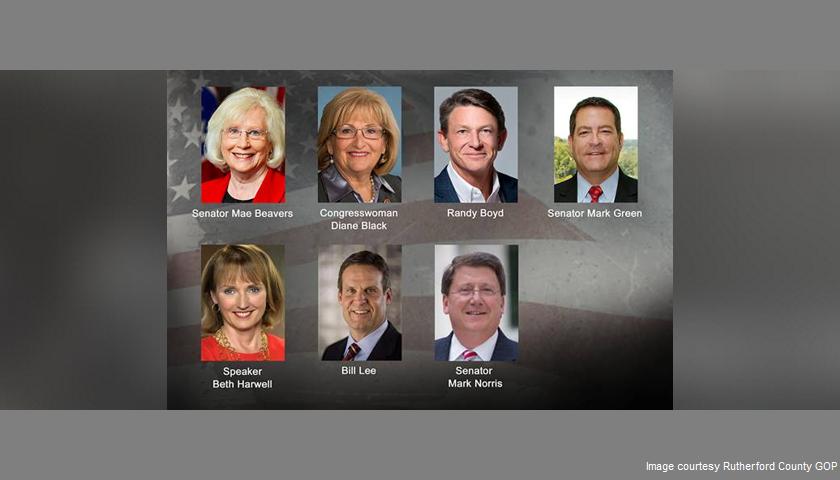 Senator Mae Beavers
Congresswoman
Diane Black
Randy Boyd
Senator Mark Green
Speaker
Beth Harwell
Bill Lee
Senator
Mark Norris
Image courtesy Rutherford County GOP